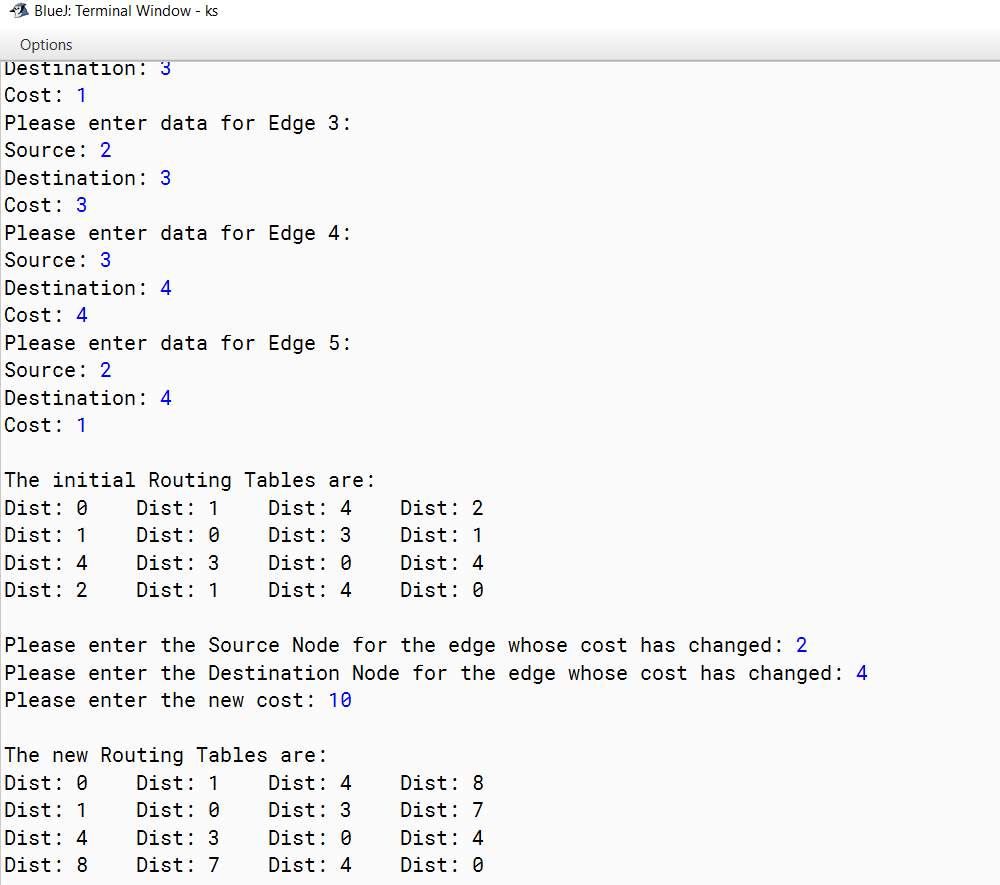 BlueJ: Terminal Window - ks
Options
Destination: 3
Cost: 1
Please enter data for Edge 3:
Source: 2
Destination: 3
Cost: 3
Please enter data for Edge 4:
Source: 3
Destination: 4
Cost: 4
Please enter data for Edge 5:
Source: 2
Destination: 4
Cost: 1
The initial Routing Tables are:
Dist: 0    Dist: 1    Dist: 4    Dist: 2
Dist: 1    Dist: 0    Dist: 3    Dist: 1
Dist: 4    Dist: 3    Dist: 0    Dist: 4
Dist: 2    Dist: 1    Dist: 4    Dist: 0
Please enter the Source Node for the edge whose cost has changed: 2
Please enter the Destination Node for the edge whose cost has changed: 4
Please enter the new cost: 10
The new Routing Tables are:
Dist: 0    Dist: 1    Dist: 4    Dist: 8
Dist: 1    Dist: 0    Dist: 3    Dist: 7
Dist: 4    Dist: 3    Dist: 0    Dist: 4
Dist: 8    Dist: 7    Dist: 4    Dist: 0